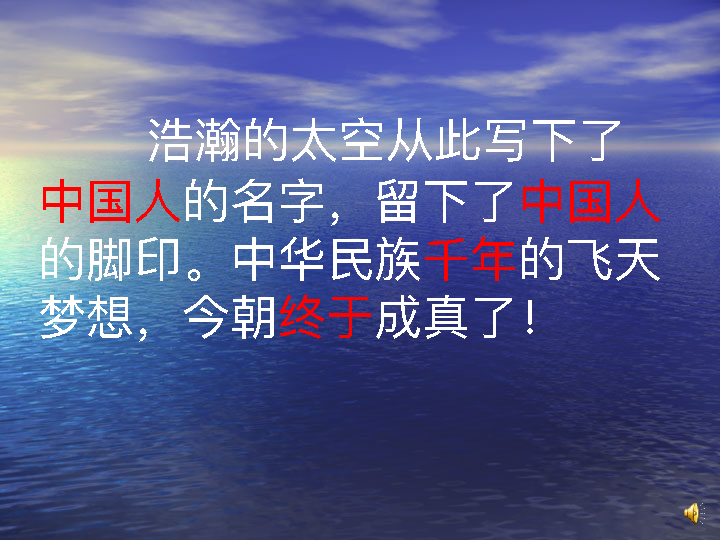 浩瀚的太空从此写下了
中国人的名字，留下了中国人
的脚印。中华民族千年的飞天
梦想，今朝终于成真了！